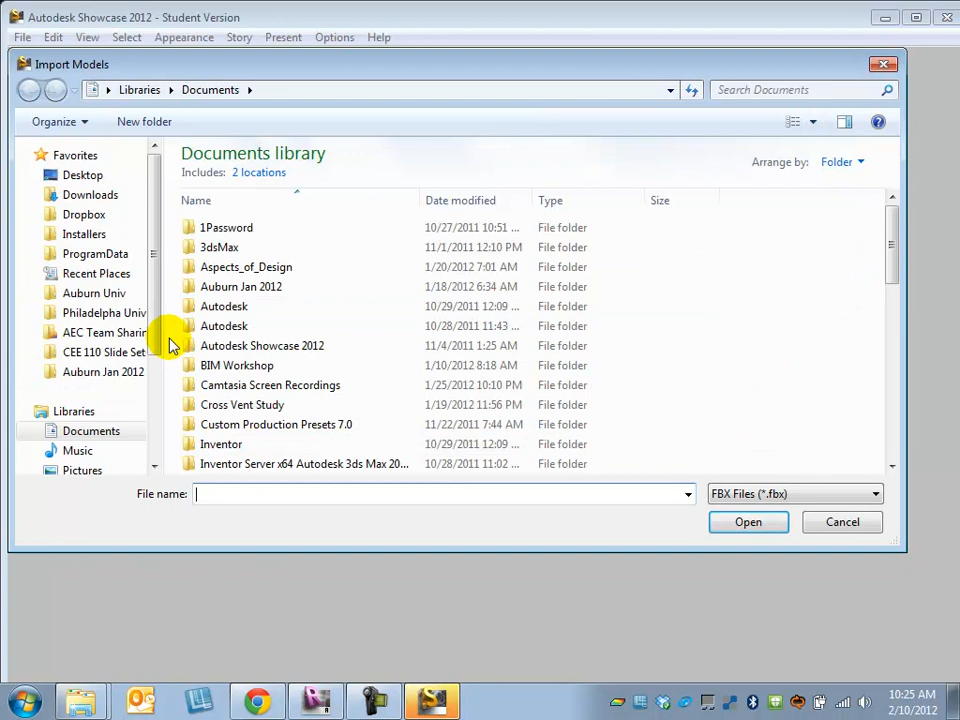 Autodesk Showcase 2012 - Student Version
File Edit View Select Appearance Story Present Options Help
Import Models
Libraries Documents
Search Documents
Organize New folder
Favorites
Desktop
Downloads
Dropbox
Installers
ProgramData
Recent Places
Auburn Univ
Philadelpha Univ
AEC Team Sharin
CEE 110 Slide Set
Auburn Jan 2012
Libraries
Documents
Music
Pictures
Documents library
Includes: 2 locations
Arrange by: Folder
Name Date modified Type Size
1Password 10/27/2011 10:51 ... File folder
3dsMax 11/1/2011 12:10 PM File folder
Aspects_of_Design 1/20/2012 7:01 AM File folder
Auburn Jan 2012 1/18/2012 6:34 AM File folder
Autodesk 10/29/2011 12:09 ... File folder
Autodesk 10/28/2011 11:43 ... File folder
Autodesk Showcase 2012 11/4/2011 1:25 AM File folder
BIM Workshop 1/10/2012 8:18 AM File folder
Camtasia Screen Recordings 1/25/2012 10:10 PM File folder
Cross Vent Study 1/19/2012 11:56 PM File folder
Custom Production Presets 7.0 11/22/2011 7:44 AM File folder
Inventor 10/29/2011 12:09 ... File folder
Inventor Server x64 Autodesk 3ds Max 20... 10/28/2011 11:02 ... File folder
File name: FBX Files (*.fbx)
Open Cancel
10:25 AM
2/10/2012